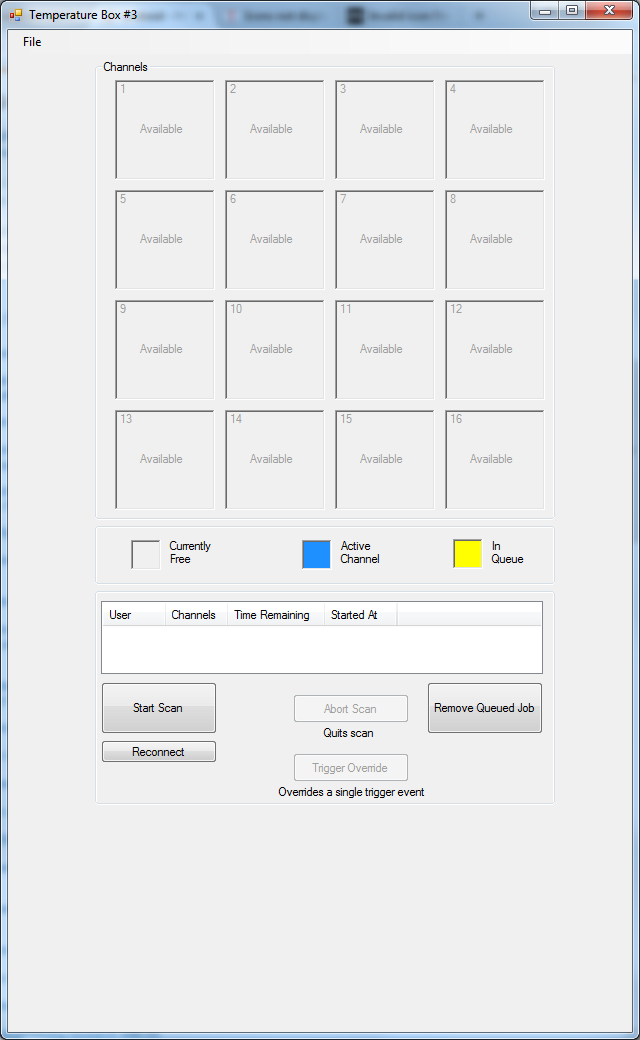 Temperature Box #3
File
Channels
1 2 3 4
Available Available Available Available
5 6 7 8
Available Available Available Available
9 10 11 12
Available Available Available Available
13 14 15 16
Available Available Available Available
Currently Free
Active Channel
In Queue
User Channels Time Remaining Started At
Start Scan
Abort Scan
Remove Queued Job
Quits scan
Reconnect
Trigger Override
Overrides a single trigger event